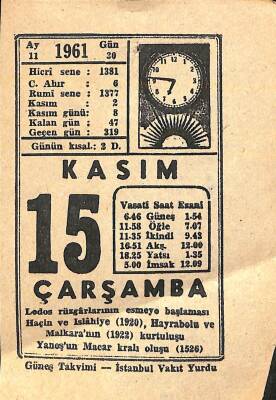 Ay 1961 Gün
11 30
Hicrî sene : 1381
C. Ahır : 6
Rumî sene : 1377
Kasım : 2
Kasım günü: 8
Kalan gün : 47
Geçen gün : 319
Günün kısal.: 2 D.
KASIM
15
Vasati Saat Ezani
6.46 Güneş 1.54
11.58 Öğle 7.07
11.35 İkindi 9.43
16.51 Akş. 12.00
18.25 Yatsı 1.35
5.00 İmsak 12.09
ÇARŞAMBA
Lodos rüzgârlarının esmeye başlaması
Haçin ve Islâhiye (1920), Hayrabolu ve
Malkara'nın (1922) kurtuluşu
Yanoş'un Macar kralı oluşu (1526)
Güneş Takvimi — İstanbul Vakıt Yurdu